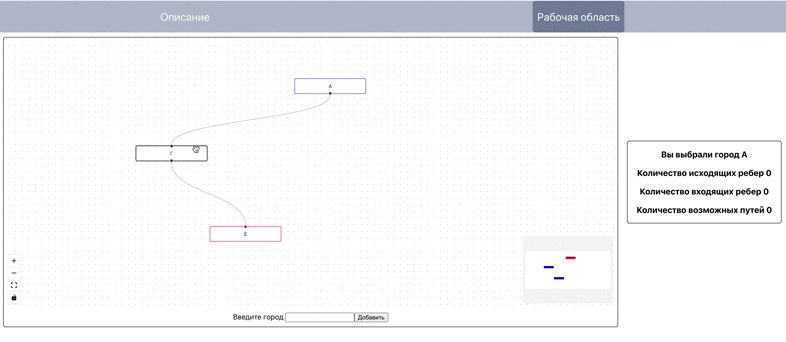 Описание
Рабочая область
A
Г
E
Вы выбрали город А
Количество исходящих ребер 0
Количество входящих ребер 0
Количество возможных путей 0
Введите город
Добавить